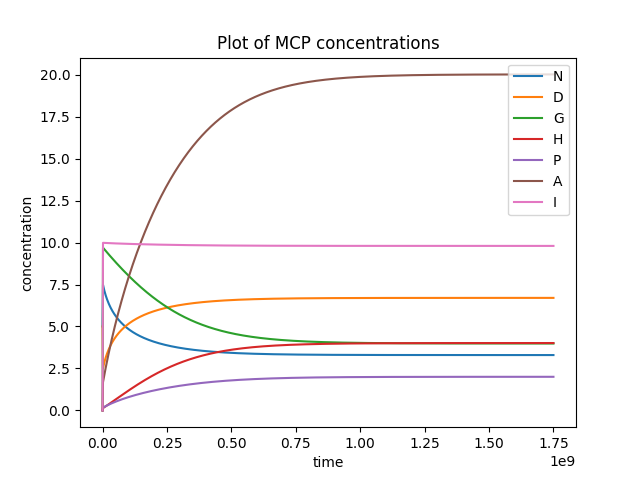 Plot of MCP concentrations
20.0
17.5
15.0
12.5
10.0
7.5
5.0
2.5
0.0
concentration
N
D
G
H
P
A
I
0.00 0.25 0.50 0.75 1.00 1.25 1.50 1.75
time
1e9